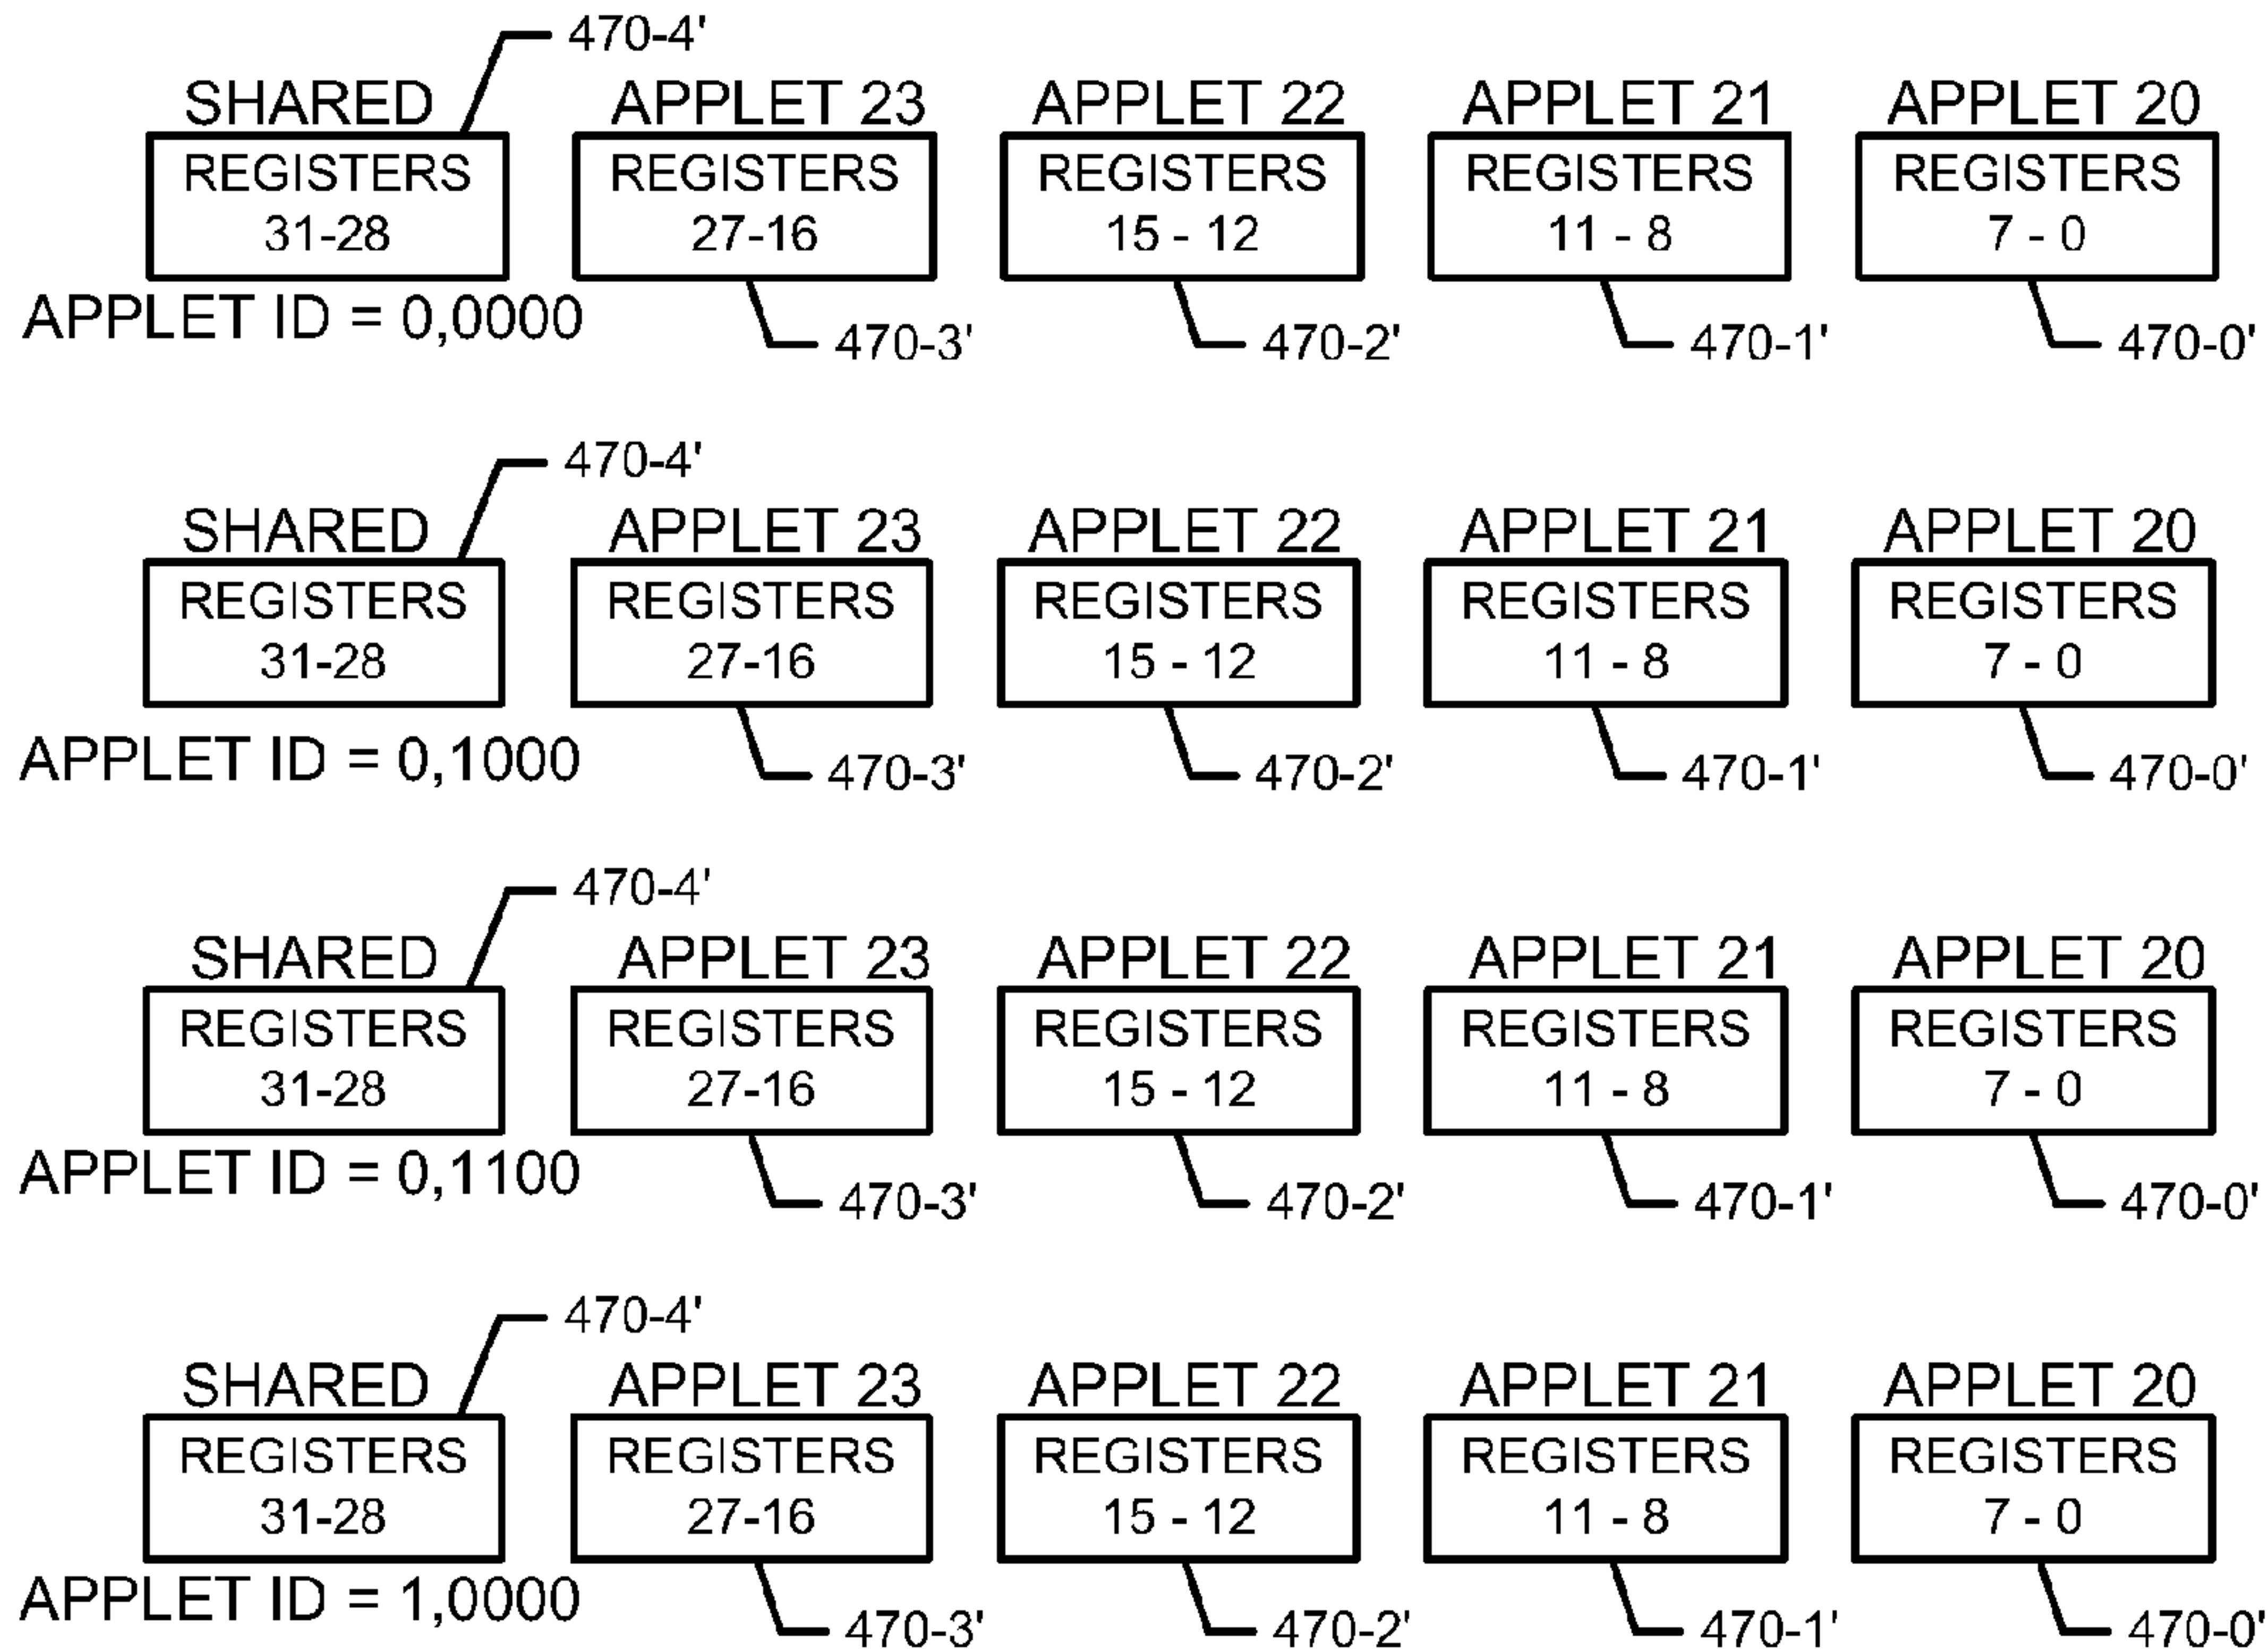 470-4'
SHARED APPLET 23 APPLET 22 APPLET 21 APPLET 20
REGISTERS REGISTERS REGISTERS REGISTERS REGISTERS
31-28 27-16 15 - 12 11 - 8 7 - 0
APPLET ID = 0,0000
470-3' 470-2' 470-1' 470-0'
470-4'
SHARED APPLET 23 APPLET 22 APPLET 21 APPLET 20
REGISTERS REGISTERS REGISTERS REGISTERS REGISTERS
31-28 27-16 15 - 12 11 - 8 7 - 0
APPLET ID = 0,1000
470-3' 470-2' 470-1' 470-0'
470-4'
SHARED APPLET 23 APPLET 22 APPLET 21 APPLET 20
REGISTERS REGISTERS REGISTERS REGISTERS REGISTERS
31-28 27-16 15 - 12 11 - 8 7 - 0
APPLET ID = 0,1100
470-3' 470-2' 470-1' 470-0'
470-4'
SHARED APPLET 23 APPLET 22 APPLET 21 APPLET 20
REGISTERS REGISTERS REGISTERS REGISTERS REGISTERS
31-28 27-16 15 - 12 11 - 8 7 - 0
APPLET ID = 1,0000
470-3' 470-2' 470-1' 470-0'